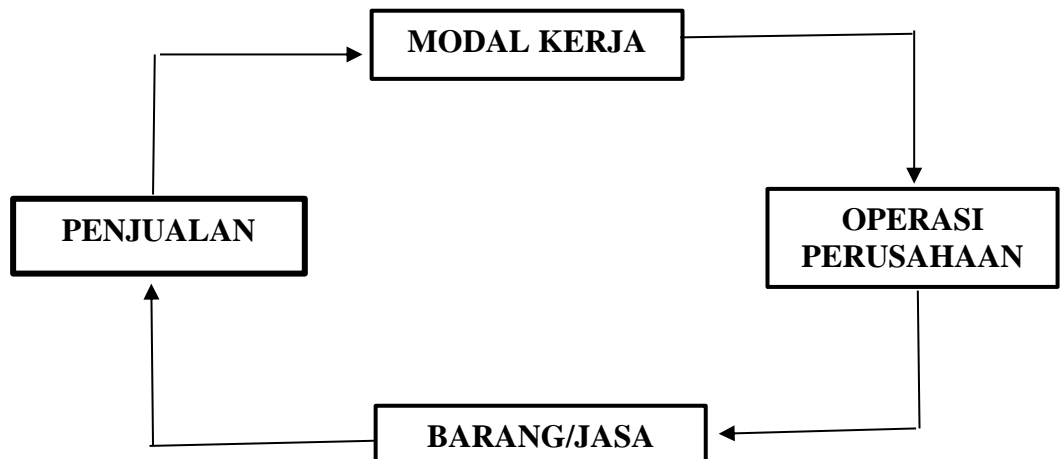 MODAL KERJA
PENJUALAN
OPERASI
PERUSAHAAN
BARANG/JASA